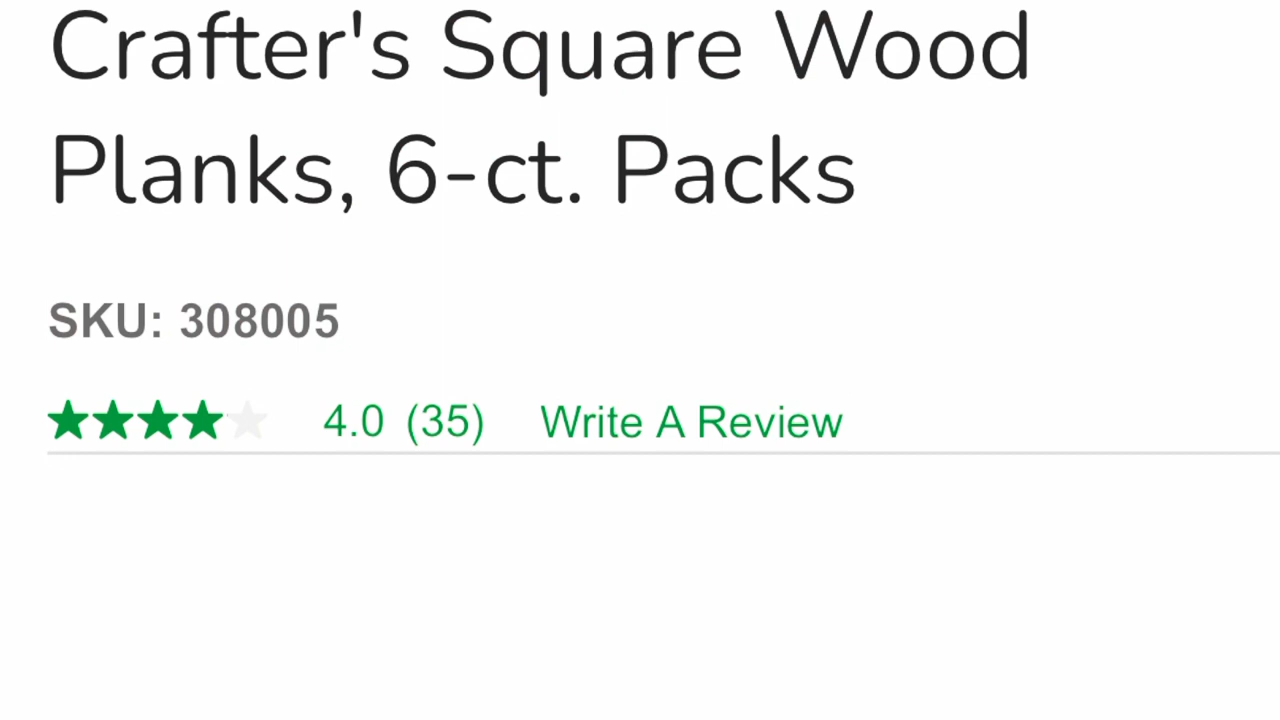 Crafter's Square Wood
Planks, 6-ct. Packs
SKU: 308005
4.0 (35) Write A Review